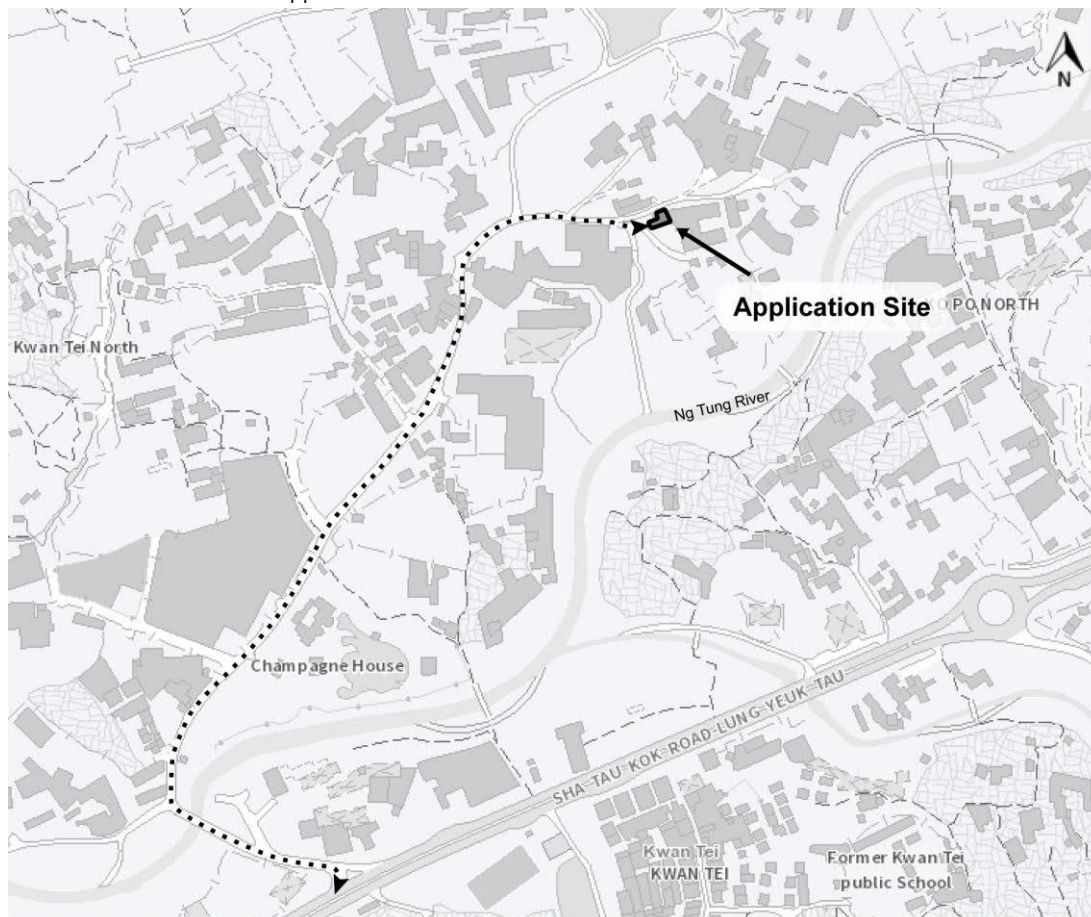 N
Application Site
O PO NORTH
Kwan Tei North
Ng Tung River
Champagne House
SHA TAU KOK ROAD-LUNG YEUK TAU
Kwan Tei
KWAN TEI
Former Kwan Tei
public School